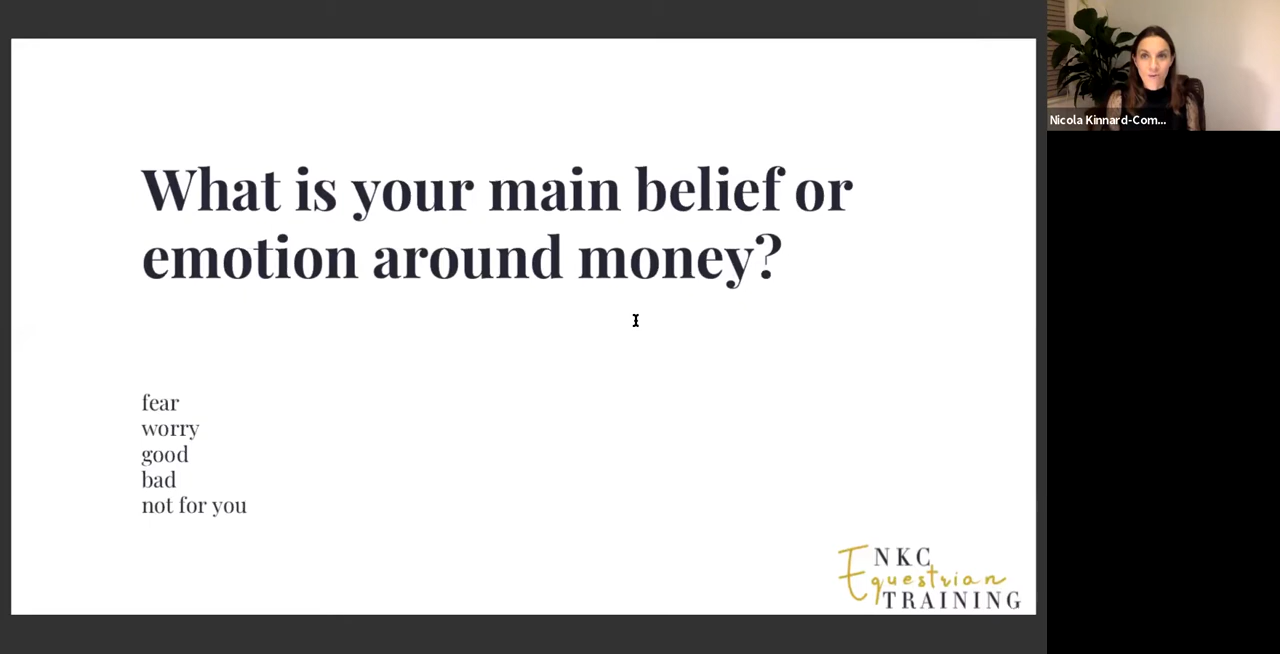 What is your main belief or
emotion around money?
fear
worry
good
bad
not for you
NKC
Equestrian
TRAINING
Nicola Kinnard-Com...